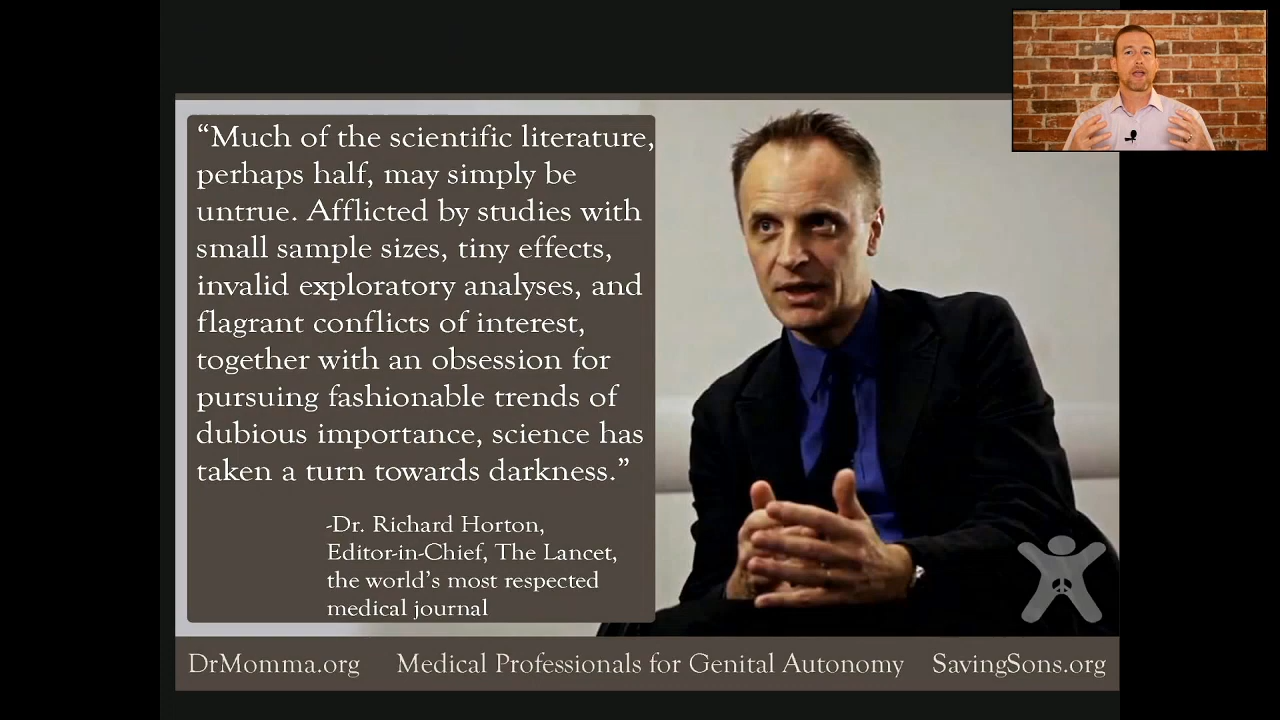 “Much of the scientific literature,
perhaps half, may simply be
untrue. Afflicted by studies with
small sample sizes, tiny effects,
invalid exploratory analyses, and
flagrant conflicts of interest,
together with an obsession for
pursuing fashionable trends of
dubious importance, science has
taken a turn towards darkness.”
-Dr. Richard Horton,
Editor-in-Chief, The Lancet,
the world’s most respected
medical journal
DrMomma.org Medical Professionals for Genital Autonomy SavingSons.org